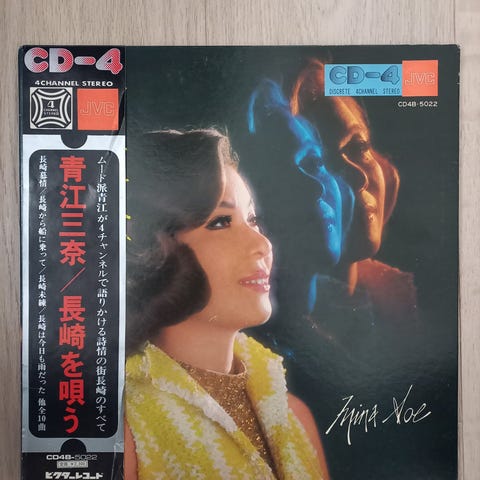 CD-4
4CHANNEL STEREO
4
CHANNEL
STEREO
JVC
青江三奈/長崎を唄う
ムード派青江が4チャンネルで語りかける詩情の街長崎のすべて
長崎慕情/長崎から船に乗って/長崎未練/長崎は今日も雨だった 他全10曲
CD4B-5022
ビクターレコード
CD-4
DISCRETE 4CHANNEL STEREO
JVC
CD4B-5022
Mina Aoe